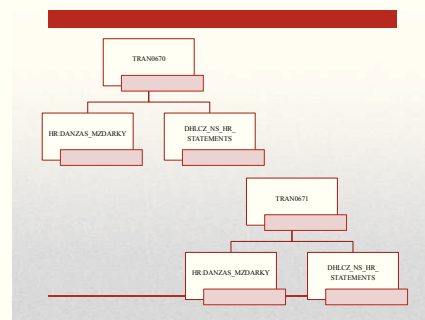 TRAN0670
HR:DANZAS_MZDARKY
DHLCZ_NS_HR_
STATEMENTS
TRAN0671
HR:DANZAS_MZDARKY
DHLCZ_NS_HR_
STATEMENTS